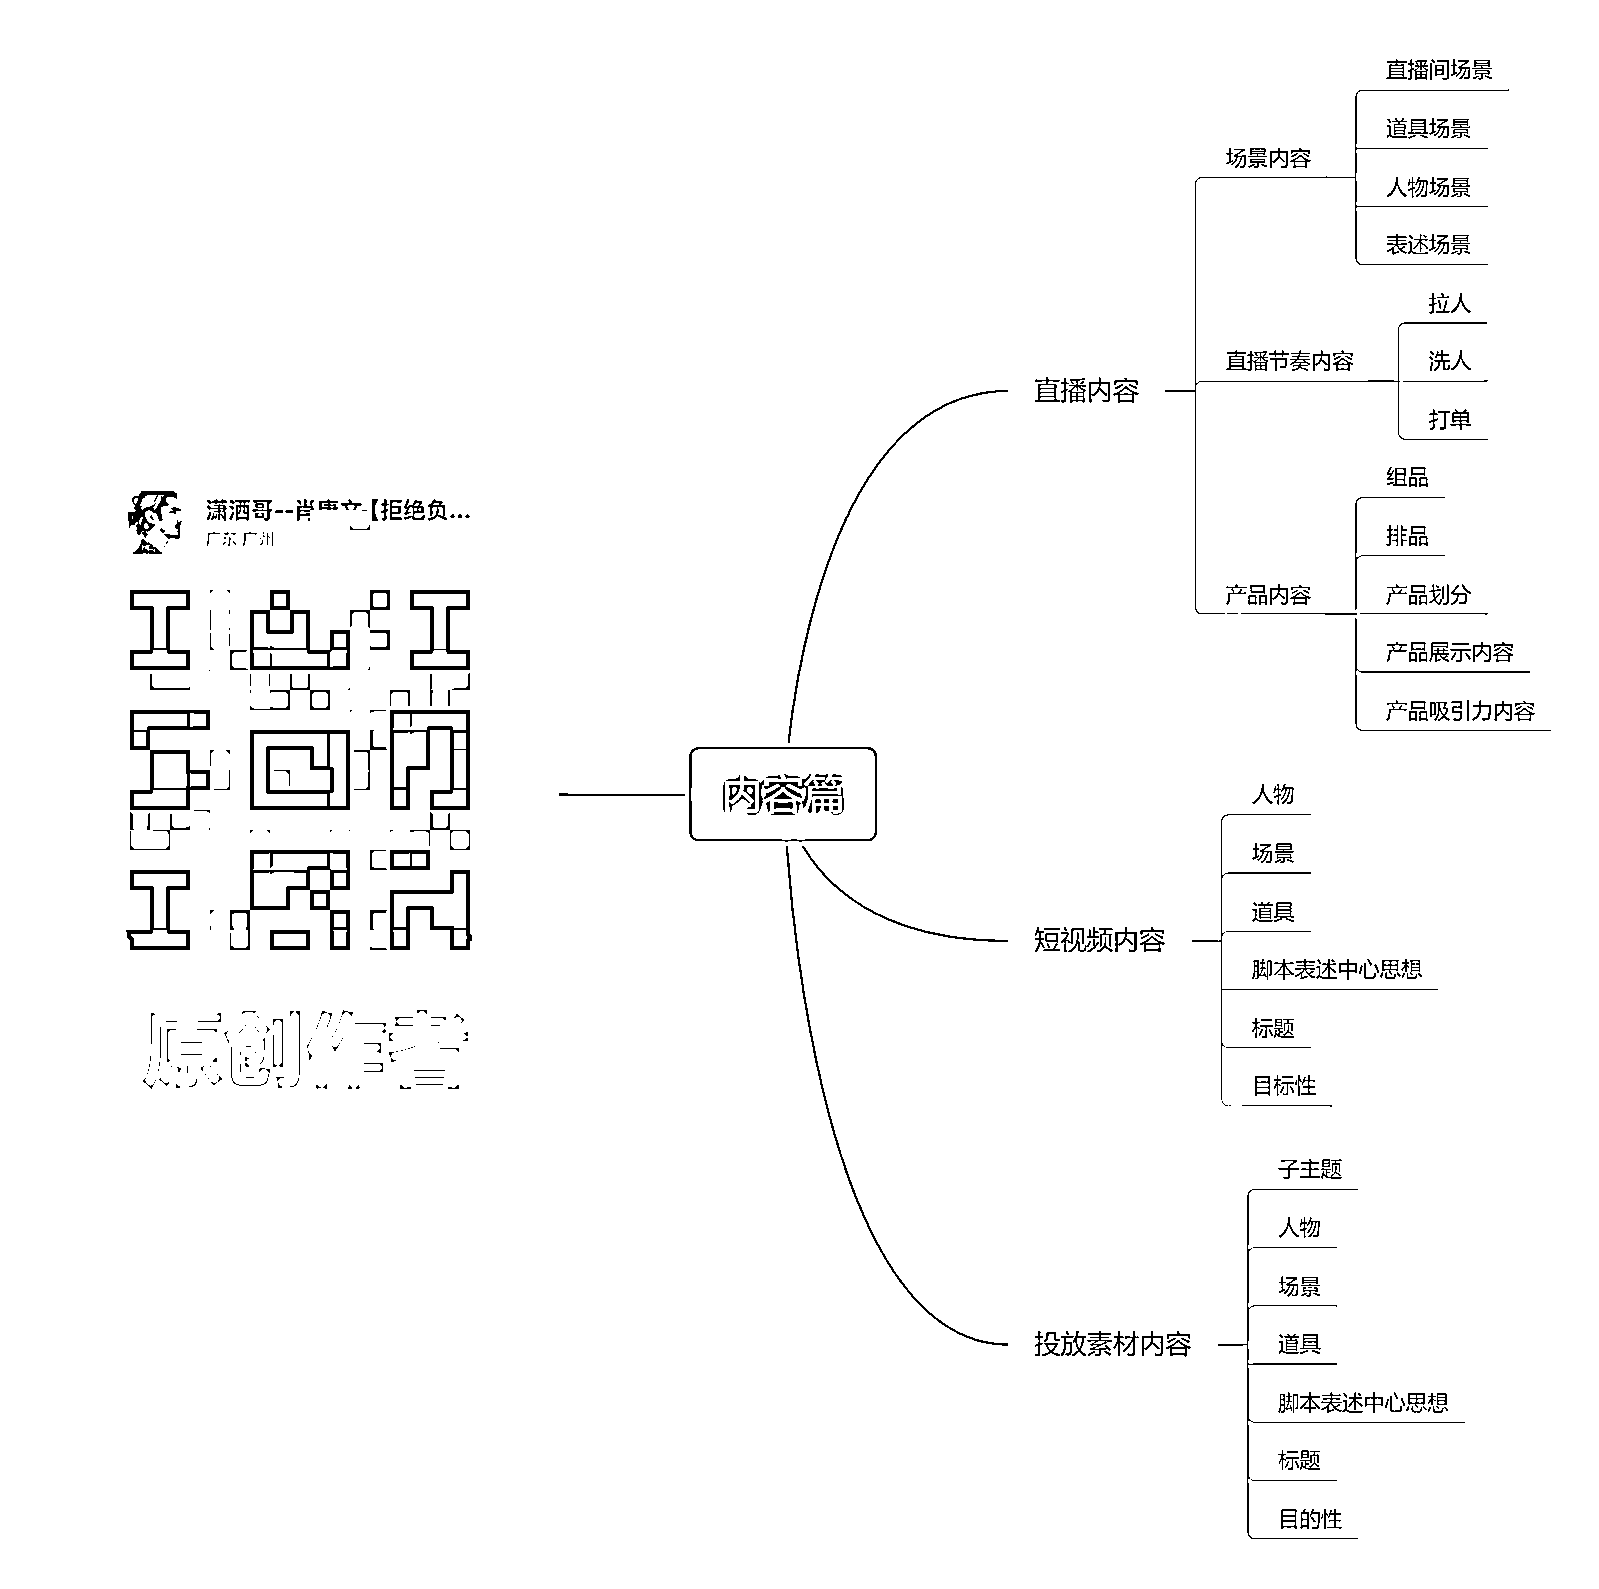 潇洒哥--肖唐文【拒绝负...
广东 广州
原创作者
内容篇
直播内容
场景内容
直播间场景
道具场景
人物场景
表述场景
直播节奏内容
拉人
洗人
打单
产品内容
组品
排品
产品划分
产品展示内容
产品吸引力内容
短视频内容
人物
场景
道具
脚本表述中心思想
标题
目标性
投放素材内容
子主题
人物
场景
道具
脚本表述中心思想
标题
目的性